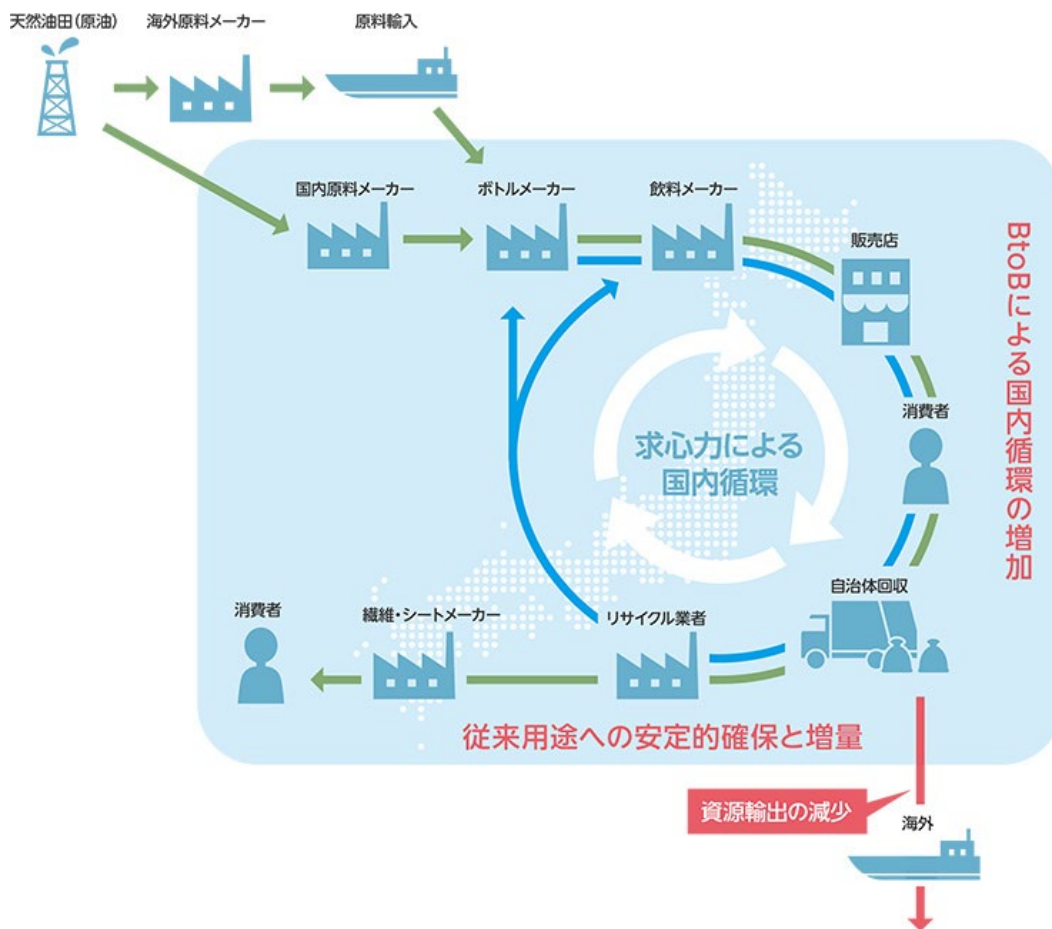 天然油田(原油)
海外原料メーカー
原料輸入
国内原料メーカー
ボトルメーカー
飲料メーカー
販売店
BtoBによる国内循環の増加
消費者
求心力による
国内循環
自治体回収
消費者
繊維・シートメーカー
リサイクル業者
従来用途への安定的確保と増量
資源輸出の減少
海外